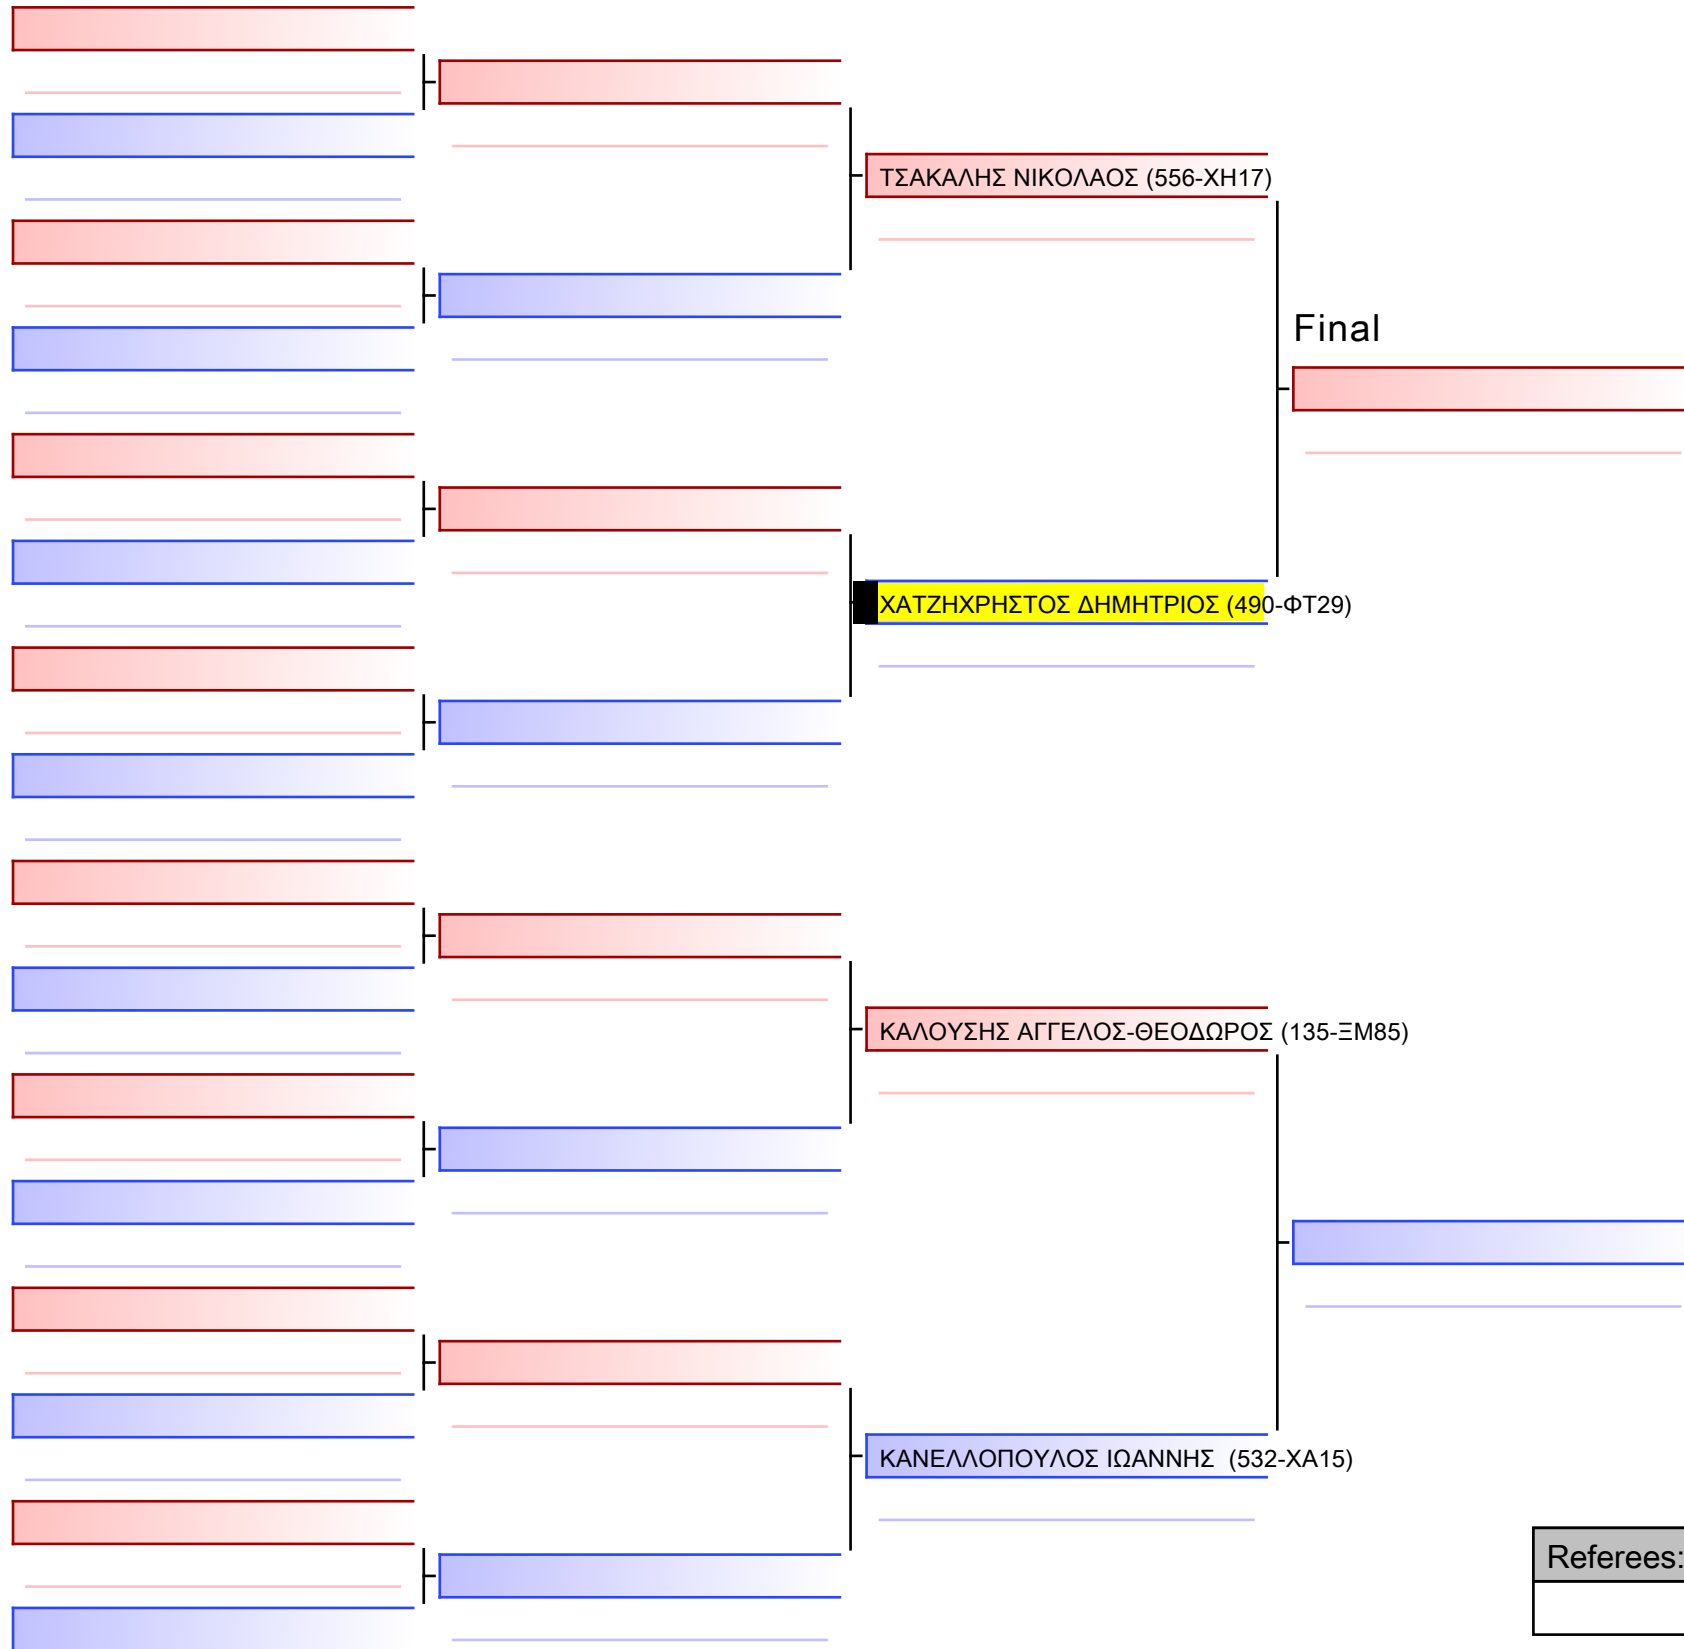 ΤΣΑΚΑΛΗΣ ΝΙΚΟΛΑΟΣ (556-ΧΗ17)
Final
ΧΑΤΖΗΧΡΗΣΤΟΣ ΔΗΜΗΤΡΙΟΣ (490-ΦΤ29)
ΚΑΛΟΥΣΗΣ ΑΓΓΕΛΟΣ-ΘΕΟΔΩΡΟΣ (135-ΞΜ85)
ΚΑΝΕΛΛΟΠΟΥΛΟΣ ΙΩΑΝΝΗΣ  (532-ΧΑ15)
Referees: